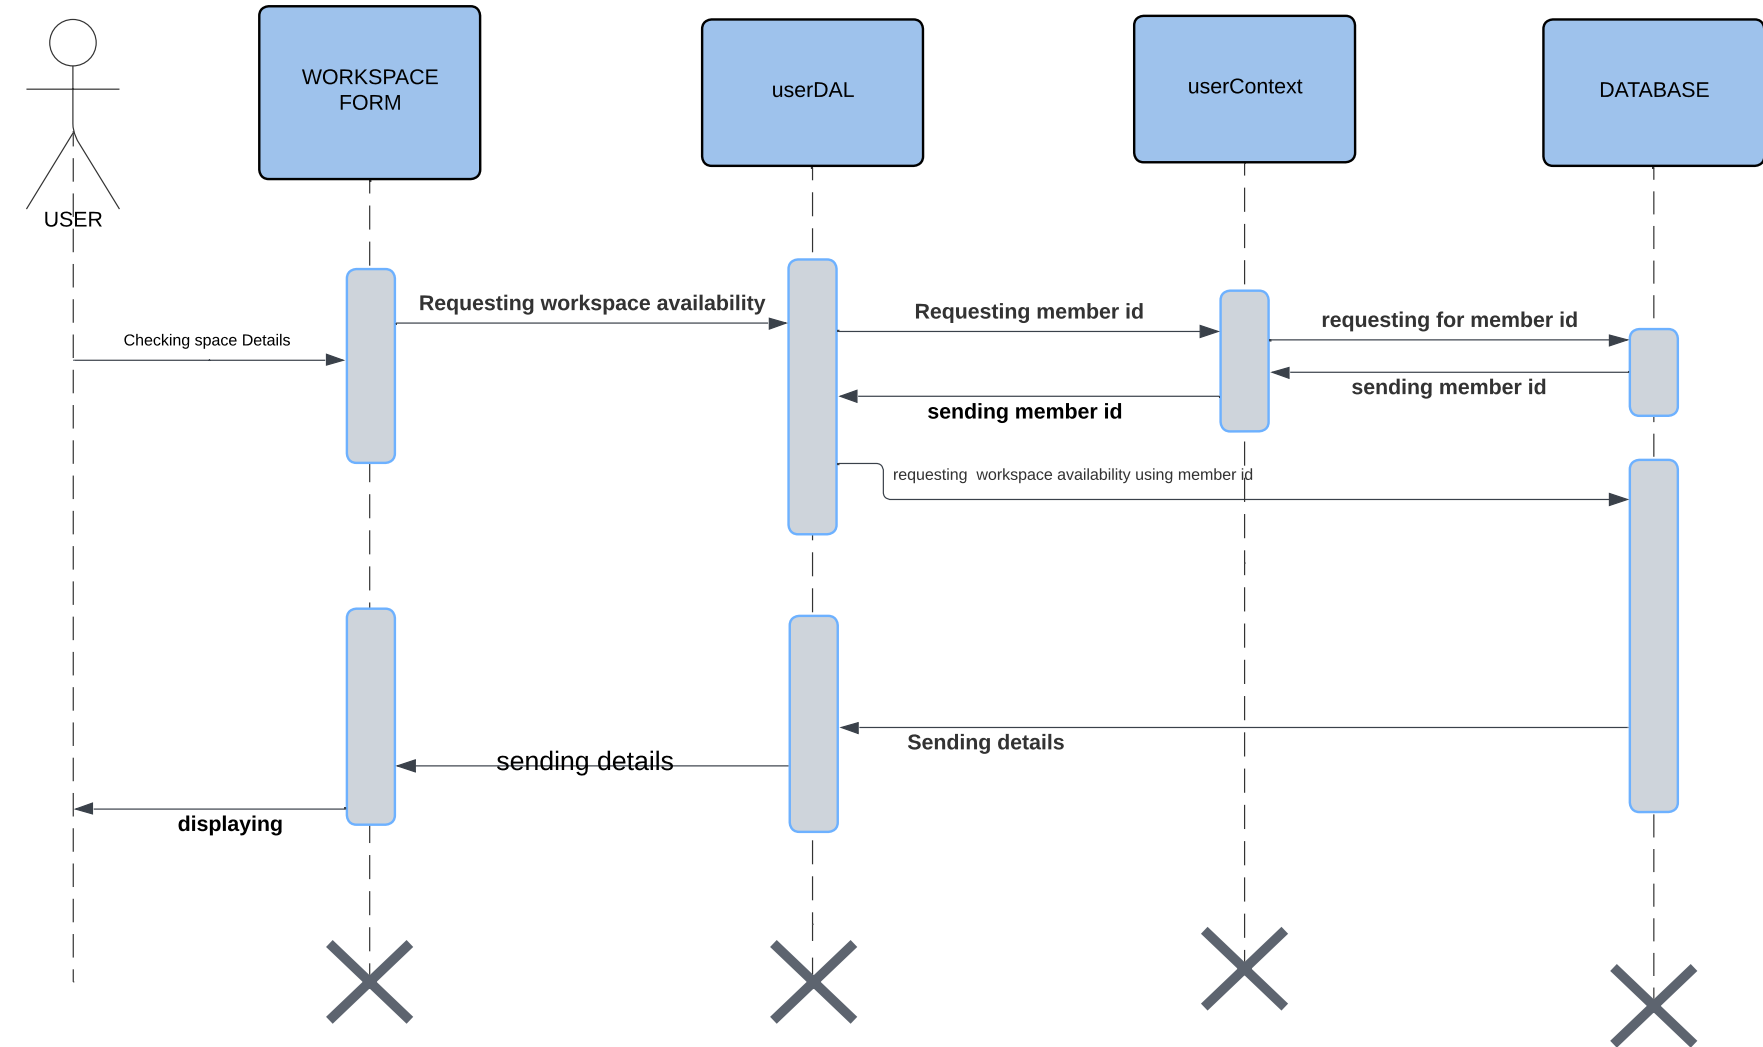 WORKSPACE
FORM
userDAL
userContext
DATABASE
USER
Requesting workspace availability
Requesting member id
requesting for member id
Checking space Details
sending member id
sending member id
requesting  workspace availability using member id
Sending details
sending details
displaying